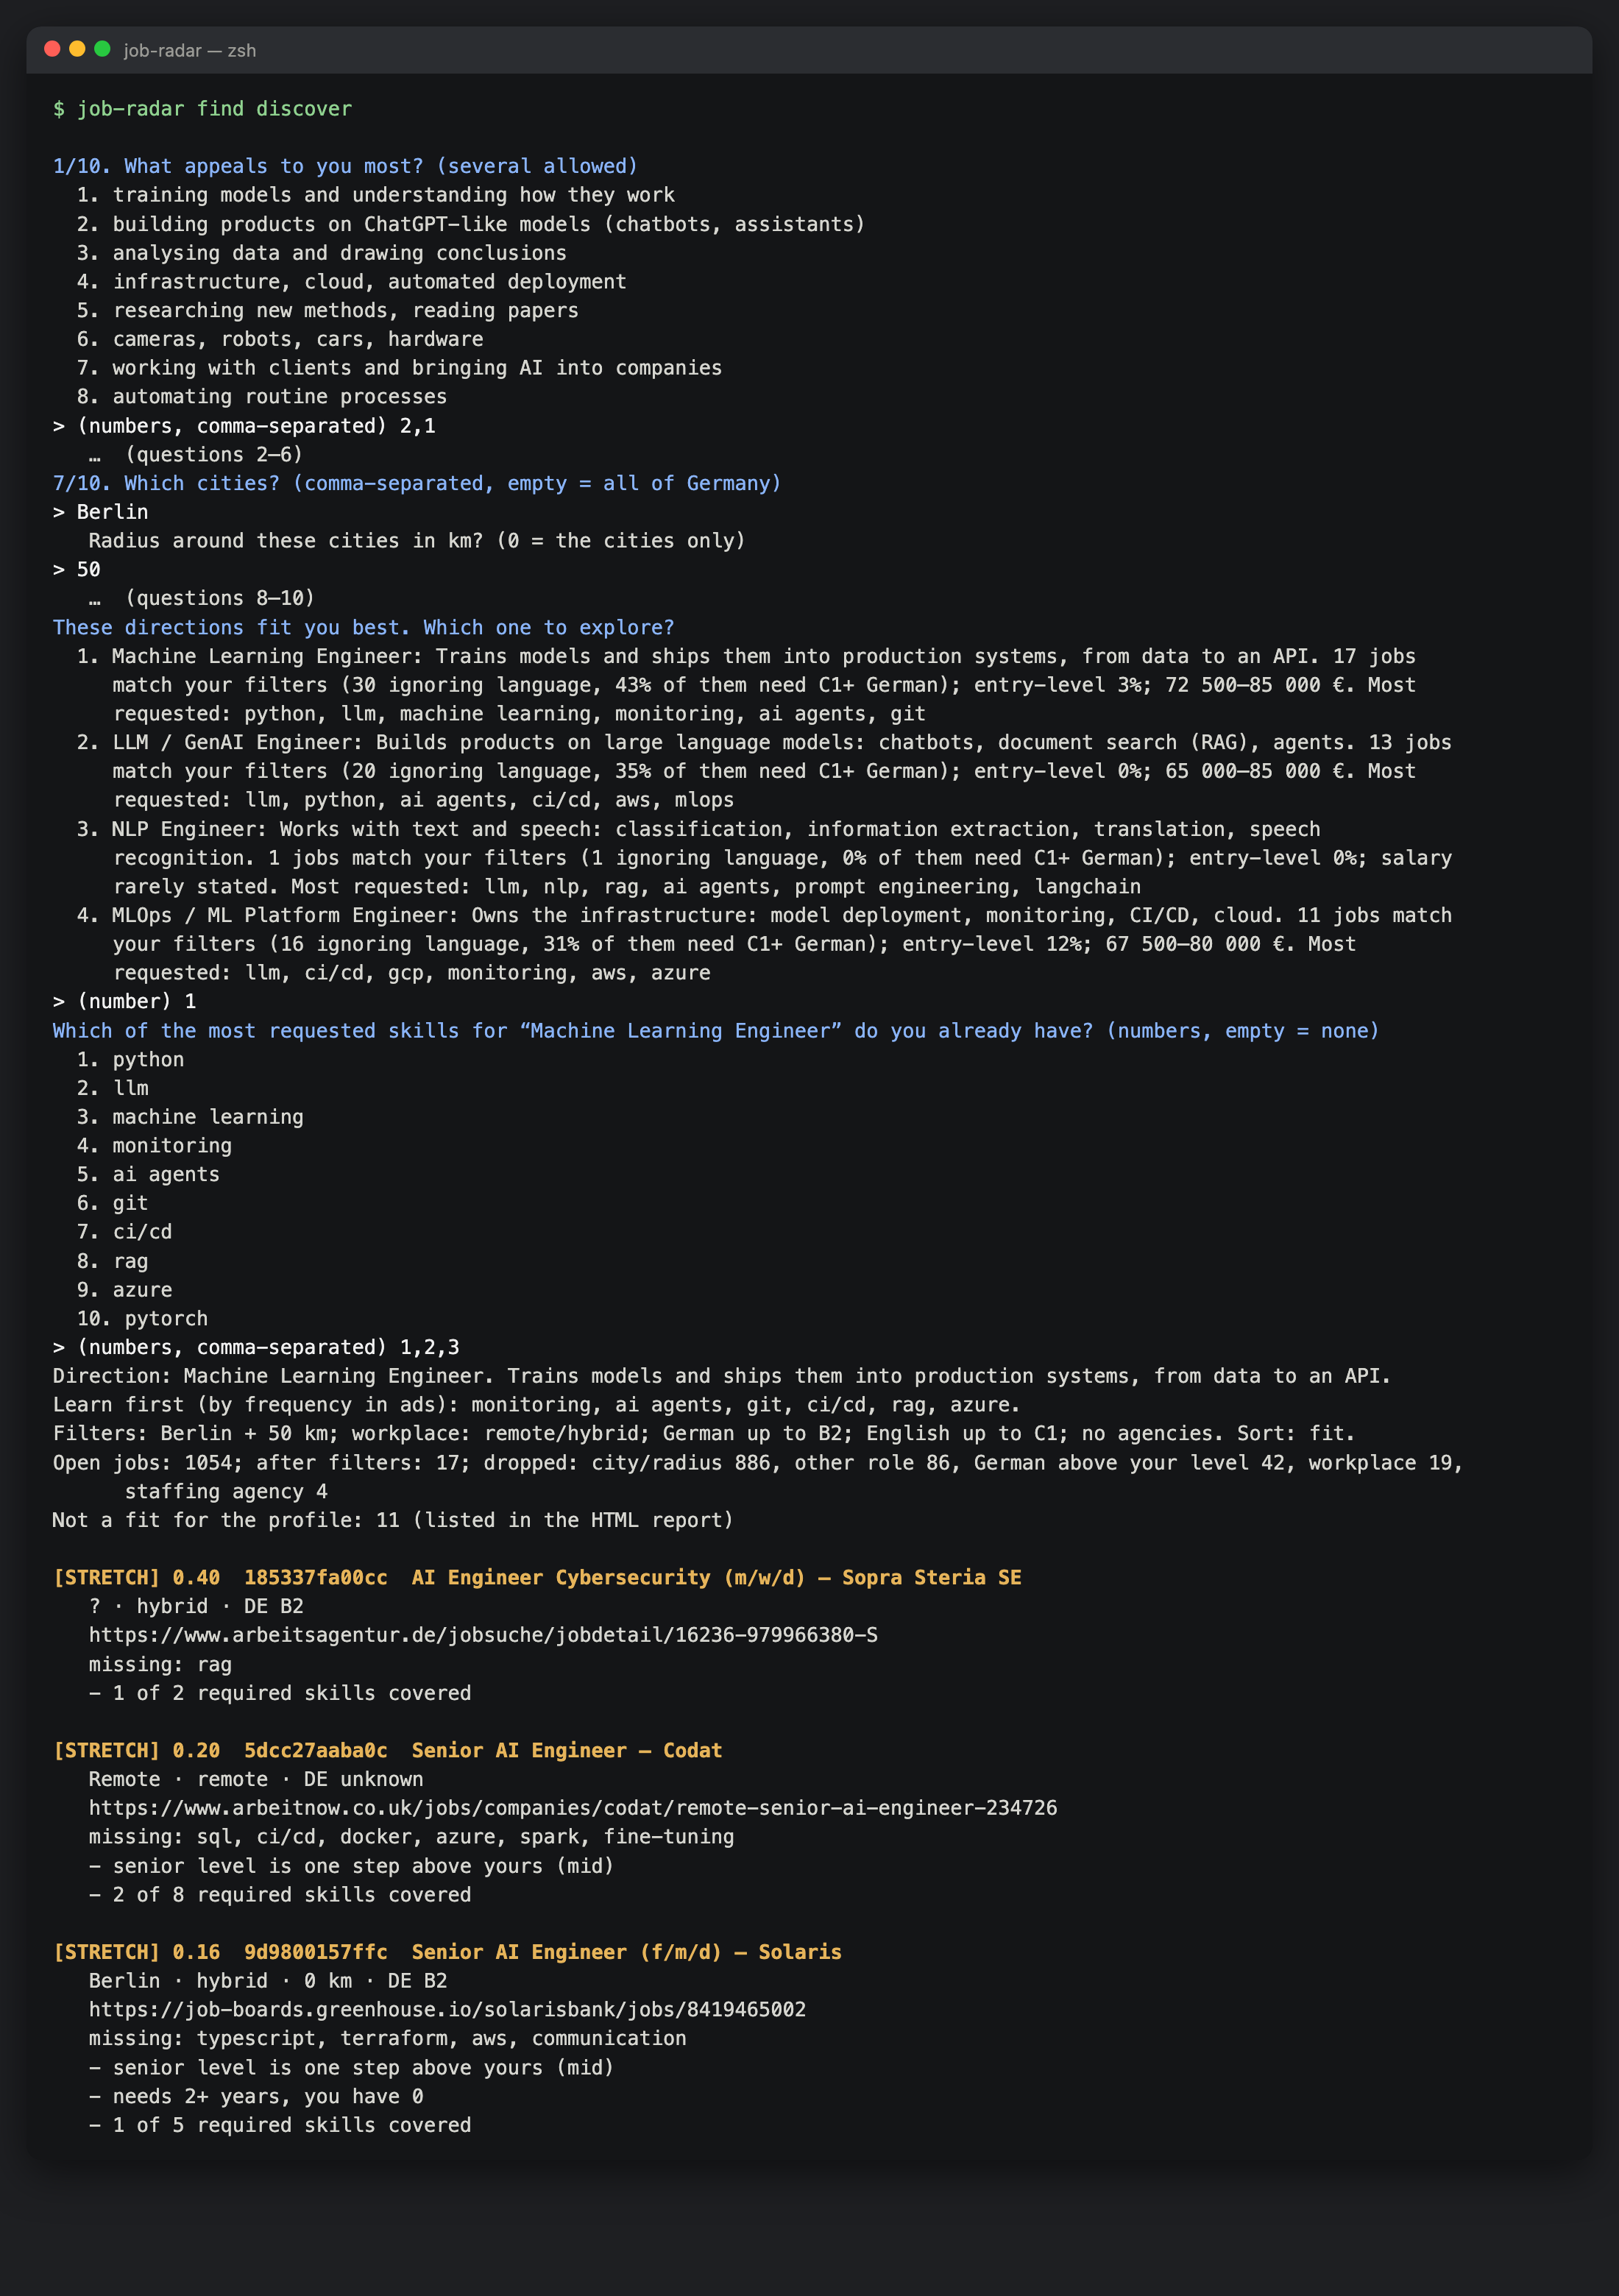 job-radar — zsh
$ job-radar find discover
1/10. What appeals to you most? (several allowed)
1. training models and understanding how they work
2. building products on ChatGPT-like models (chatbots, assistants)
3. analysing data and drawing conclusions
4. infrastructure, cloud, automated deployment
5. researching new methods, reading papers
6. cameras, robots, cars, hardware
7. working with clients and bringing AI into companies
8. automating routine processes
> (numbers, comma-separated) 2,1
… (questions 2–6)
7/10. Which cities? (comma-separated, empty = all of Germany)
> Berlin
Radius around these cities in km? (0 = the cities only)
> 50
… (questions 8–10)
These directions fit you best. Which one to explore?
1. Machine Learning Engineer: Trains models and ships them into production systems, from data to an API. 17 jobs
match your filters (30 ignoring language, 43% of them need C1+ German); entry-level 3%; 72 500–85 000 €. Most
requested: python, llm, machine learning, monitoring, ai agents, git
2. LLM / GenAI Engineer: Builds products on large language models: chatbots, document search (RAG), agents. 13 jobs
match your filters (20 ignoring language, 35% of them need C1+ German); entry-level 0%; 65 000–85 000 €. Most
requested: llm, python, ai agents, ci/cd, aws, mlops
3. NLP Engineer: Works with text and speech: classification, information extraction, translation, speech
recognition. 1 jobs match your filters (1 ignoring language, 0% of them need C1+ German); entry-level 0%; salary
rarely stated. Most requested: llm, nlp, rag, ai agents, prompt engineering, langchain
4. MLOps / ML Platform Engineer: Owns the infrastructure: model deployment, monitoring, CI/CD, cloud. 11 jobs match
your filters (16 ignoring language, 31% of them need C1+ German); entry-level 12%; 67 500–80 000 €. Most
requested: llm, ci/cd, gcp, monitoring, aws, azure
> (number) 1
Which of the most requested skills for “Machine Learning Engineer” do you already have? (numbers, empty = none)
1. python
2. llm
3. machine learning
4. monitoring
5. ai agents
6. git
7. ci/cd
8. rag
9. azure
10. pytorch
> (numbers, comma-separated) 1,2,3
Direction: Machine Learning Engineer. Trains models and ships them into production systems, from data to an API.
Learn first (by frequency in ads): monitoring, ai agents, git, ci/cd, rag, azure.
Filters: Berlin + 50 km; workplace: remote/hybrid; German up to B2; English up to C1; no agencies. Sort: fit.
Open jobs: 1054; after filters: 17; dropped: city/radius 886, other role 86, German above your level 42, workplace 19,
staffing agency 4
Not a fit for the profile: 11 (listed in the HTML report)
[STRETCH] 0.40 185337fa00cc AI Engineer Cybersecurity (m/w/d) — Sopra Steria SE
? · hybrid · DE B2
https://www.arbeitsagentur.de/jobsuche/jobdetail/16236-979966380-S
missing: rag
− 1 of 2 required skills covered
[STRETCH] 0.20 5dcc27aaba0c Senior AI Engineer — Codat
Remote · remote · DE unknown
https://www.arbeitnow.co.uk/jobs/companies/codat/remote-senior-ai-engineer-234726
missing: sql, ci/cd, docker, azure, spark, fine-tuning
− senior level is one step above yours (mid)
− 2 of 8 required skills covered
[STRETCH] 0.16 9d9800157ffc Senior AI Engineer (f/m/d) — Solaris
Berlin · hybrid · 0 km · DE B2
https://job-boards.greenhouse.io/solarisbank/jobs/8419465002
missing: typescript, terraform, aws, communication
− senior level is one step above yours (mid)
− needs 2+ years, you have 0
− 1 of 5 required skills covered